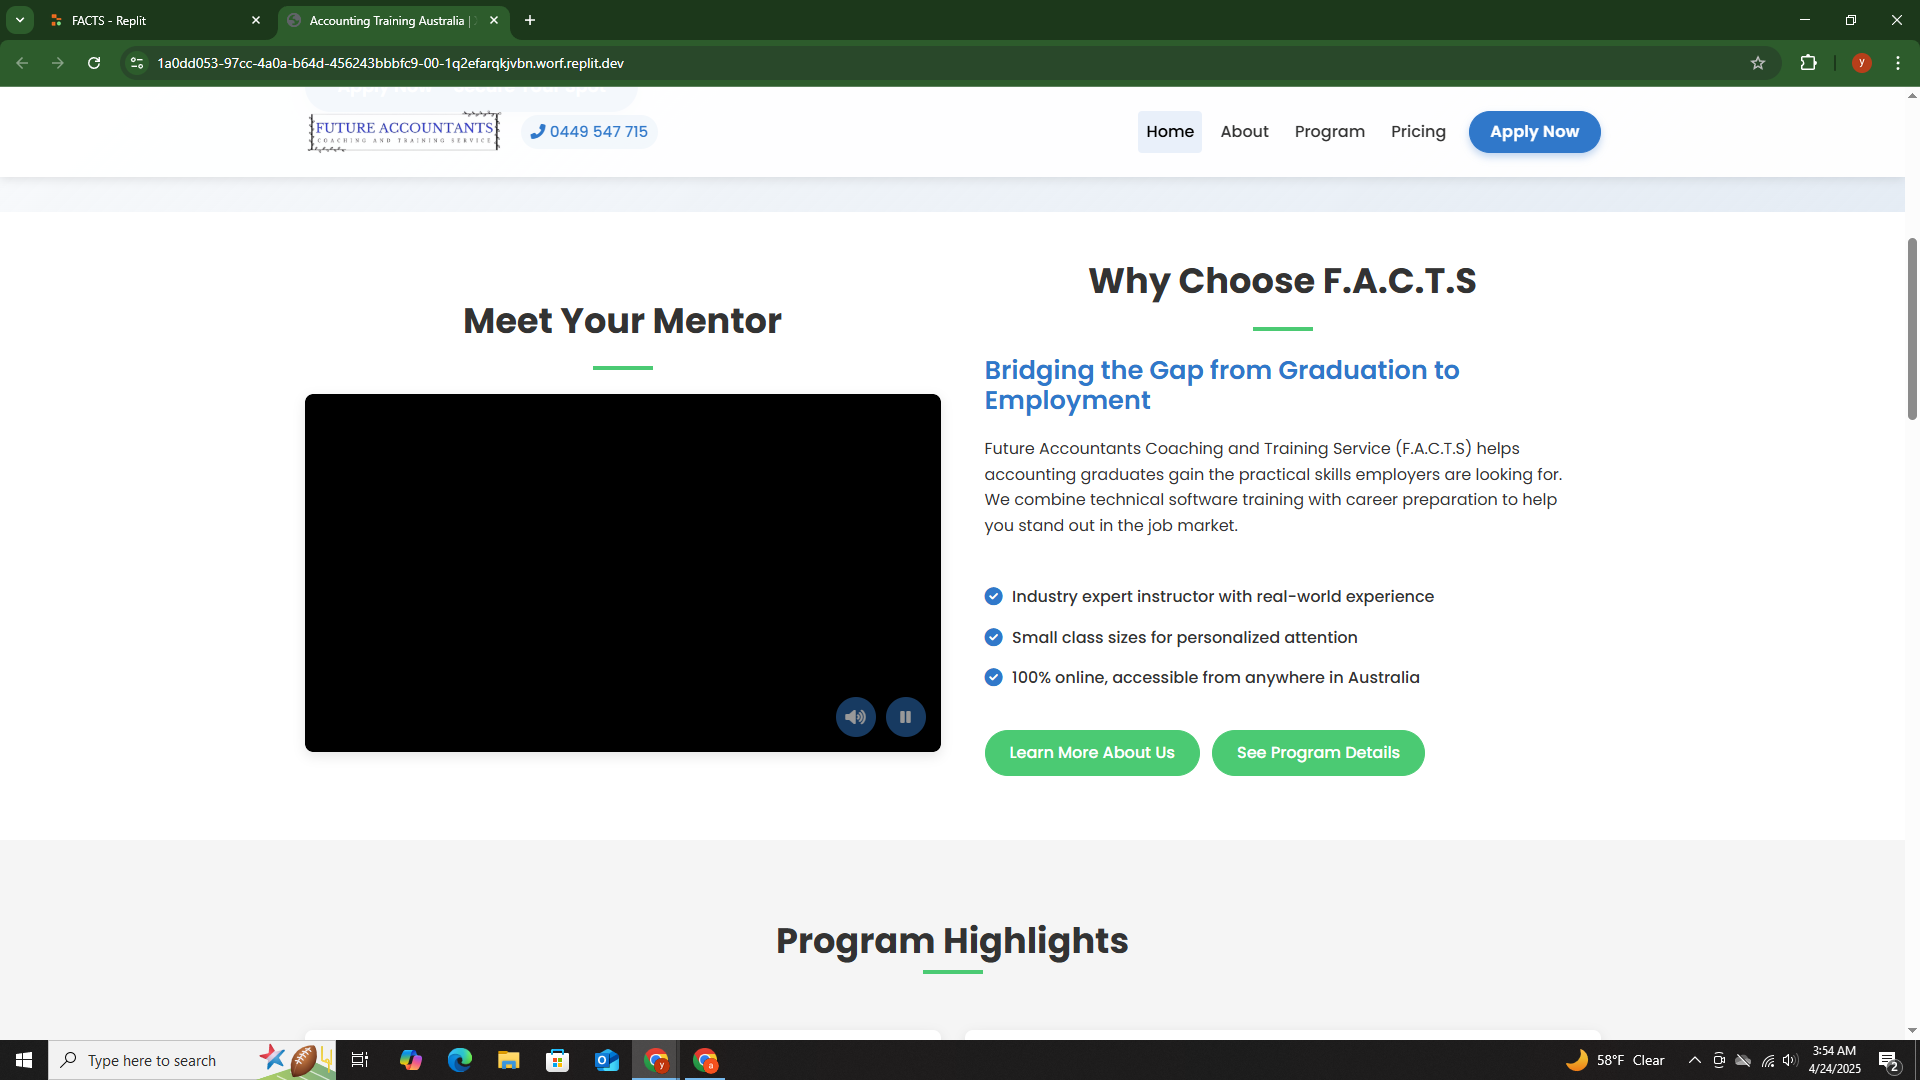 FACTS - Replit
Accounting Training Australia |
1a0dd053-97cc-4a0a-b64d-456243bbbfc9-00-1q2efarqkjvbn.worf.replit.dev
y
FUTURE ACCOUNTANTS
COACHING AND TRAINING SERVICE
0449 547 715
Home
About
Program
Pricing
Apply Now
Meet Your Mentor
Why Choose F.A.C.T.S
Bridging the Gap from Graduation to
Employment
Future Accountants Coaching and Training Service (F.A.C.T.S) helps
accounting graduates gain the practical skills employers are looking for.
We combine technical software training with career preparation to help
you stand out in the job market.
Industry expert instructor with real-world experience
Small class sizes for personalized attention
100% online, accessible from anywhere in Australia
Learn More About Us
See Program Details
Program Highlights
Type here to search
y
a
58°F Clear
3:54 AM
4/24/2025
2